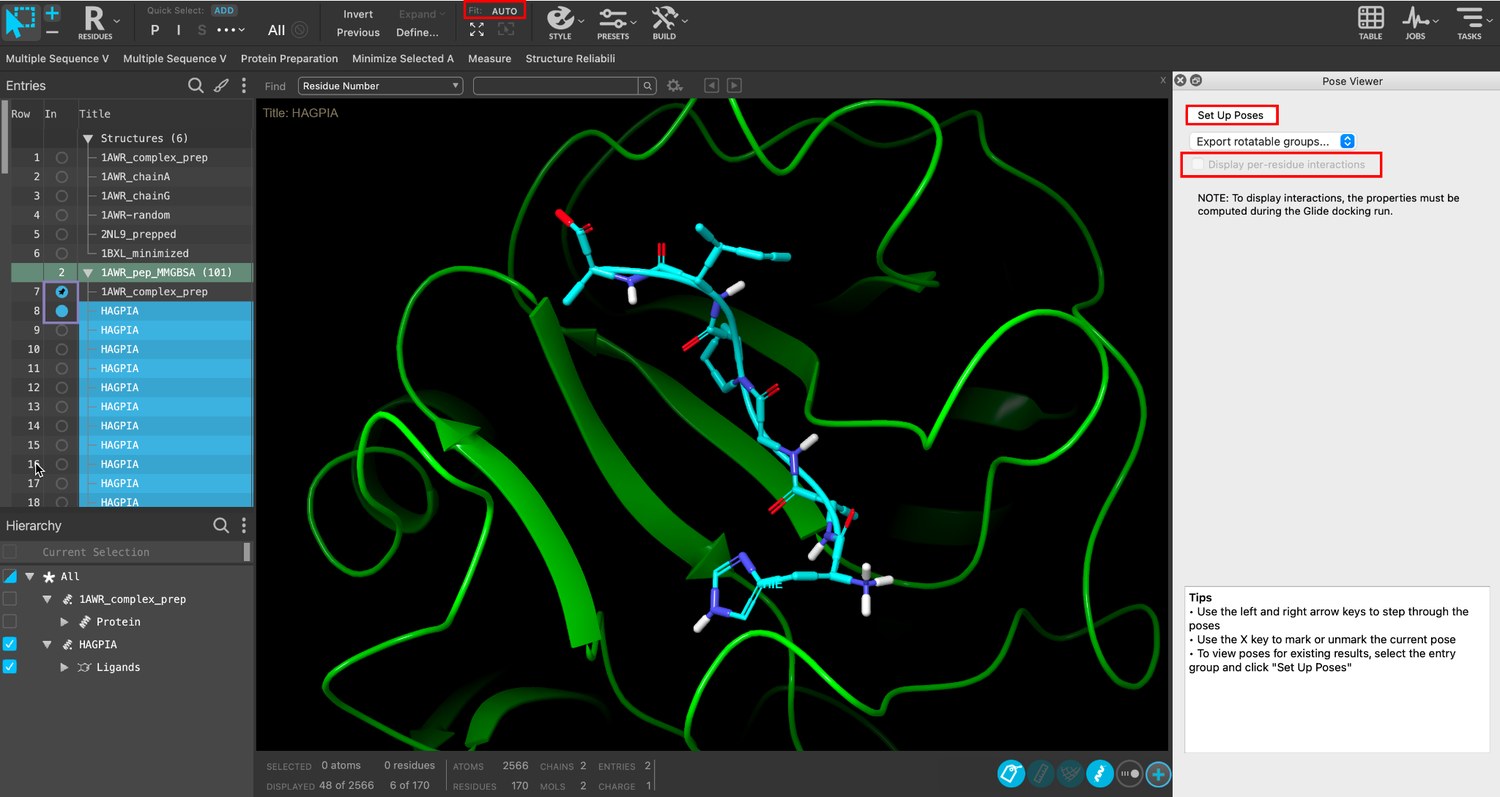 Quick Select: ADD
Invert
Expand
Fit: AUTO
R
P I S All
Previous
Define...
RESIDUES
STYLE
PRESETS
BUILD
TABLE
JOBS
TASKS
Multiple Sequence V
Multiple Sequence V
Protein Preparation
Minimize Selected A
Measure
Structure Reliabili
Entries
Find
Residue Number
x
Pose Viewer
Row In Title
Title: HAGPIA
Set Up Poses
Export rotatable groups...
Display per-residue interactions
NOTE: To display interactions, the properties must be
computed during the Glide docking run.
Structures (6)
1 1AWR_complex_prep
2 1AWR_chainA
3 1AWR_chainG
4 1AWR-random
5 2NL9_prepped
6 1BXL_minimized
2 1AWR_pep_MMGBSA (101)
7 1AWR_complex_prep
8 HAGPIA
9 HAGPIA
10 HAGPIA
11 HAGPIA
12 HAGPIA
13 HAGPIA
14 HAGPIA
15 HAGPIA
16 HAGPIA
17 HAGPIA
18 HAGPIA
Hierarchy
Current Selection
All
1AWR_complex_prep
Protein
HAGPIA
Ligands
HIE
Tips
• Use the left and right arrow keys to step through the
poses
• Use the X key to mark or unmark the current pose
• To view poses for existing results, select the entry
group and click "Set Up Poses"
SELECTED 0 atoms 0 residues ATOMS 2566 CHAINS 2 ENTRIES 2
DISPLAYED 48 of 2566 6 of 170 RESIDUES 170 MOLS 2 CHARGE 1